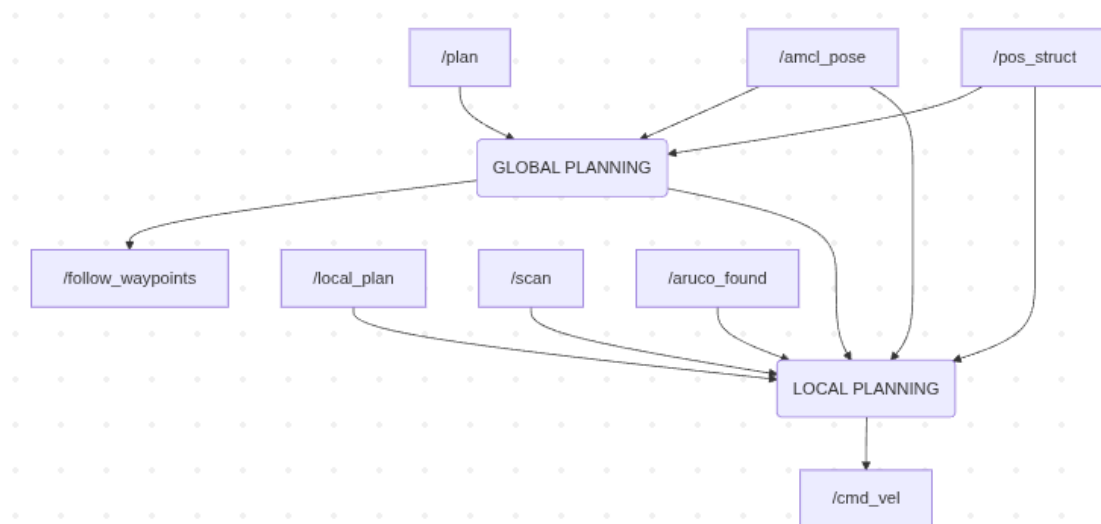 /plan
/amcl_pose
/pos_struct
GLOBAL PLANNING
/follow_waypoints
/local_plan
/scan
/aruco_found
LOCAL PLANNING
/cmd_vel